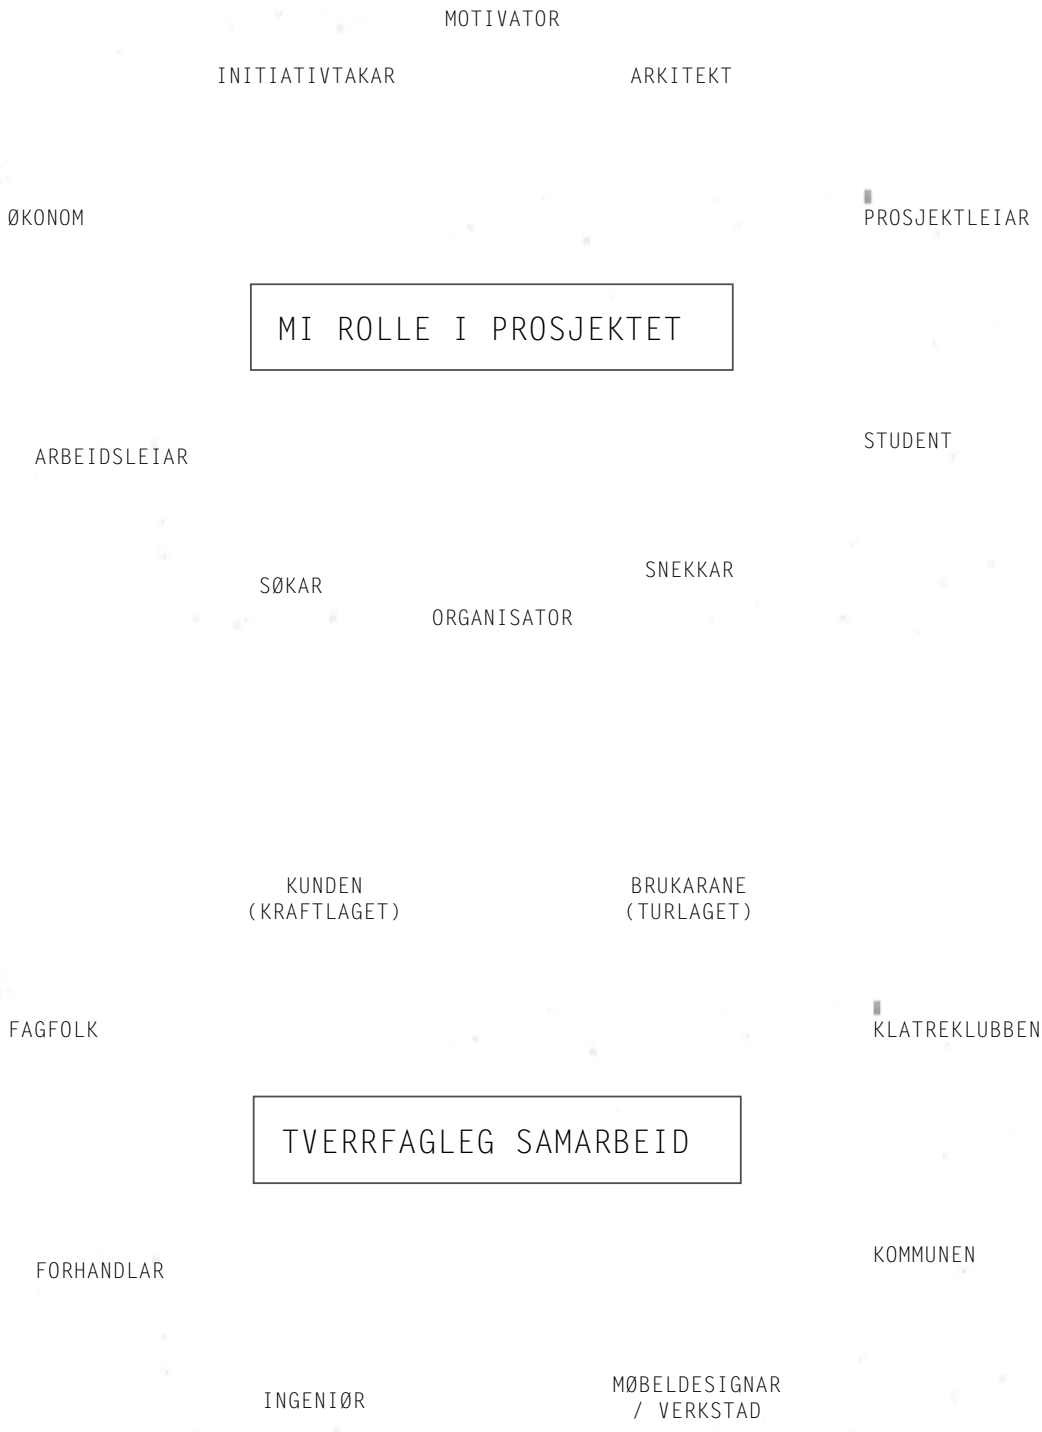 MOTIVATOR
INITIATIVTAKAR
ARKITEKT
ØKONOM
PROSJEKTLEIAR
MI ROLLE I PROSJEKTET
ARBEIDSLEIAR
STUDENT
SØKAR
SNEKKAR
ORGANISATOR
KUNDEN
(KRAFTLAGET)
BRUKARANE
(TURLAGET)
FAGFOLK
KLATREKLUBBEN
TVERRFAGLEG SAMARBEID
FORHANDLAR
KOMMUNEN
INGENIØR
MØBELDESIGNAR
/ VERKSTAD